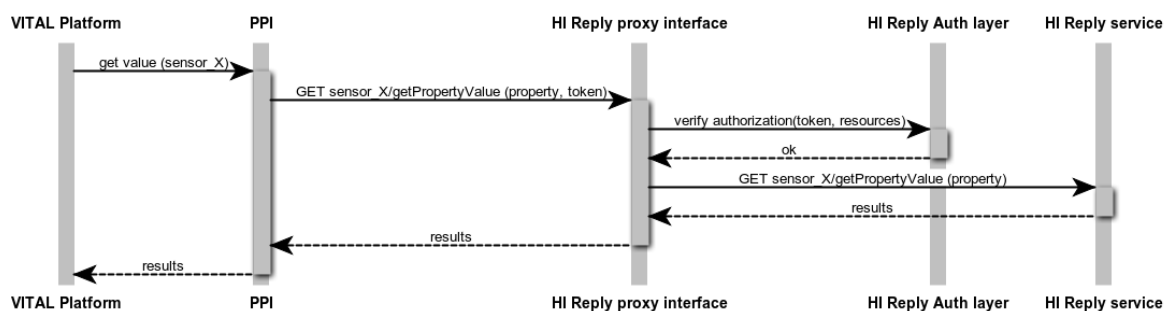 VITAL Platform PPI HI Reply proxy interface HI Reply Auth layer HI Reply service
get value (sensor_X)
GET sensor_X/getPropertyValue (property, token)
verify authorization(token, resources)
ok
GET sensor_X/getPropertyValue (property)
results
results
results
VITAL Platform PPI HI Reply proxy interface HI Reply Auth layer HI Reply service